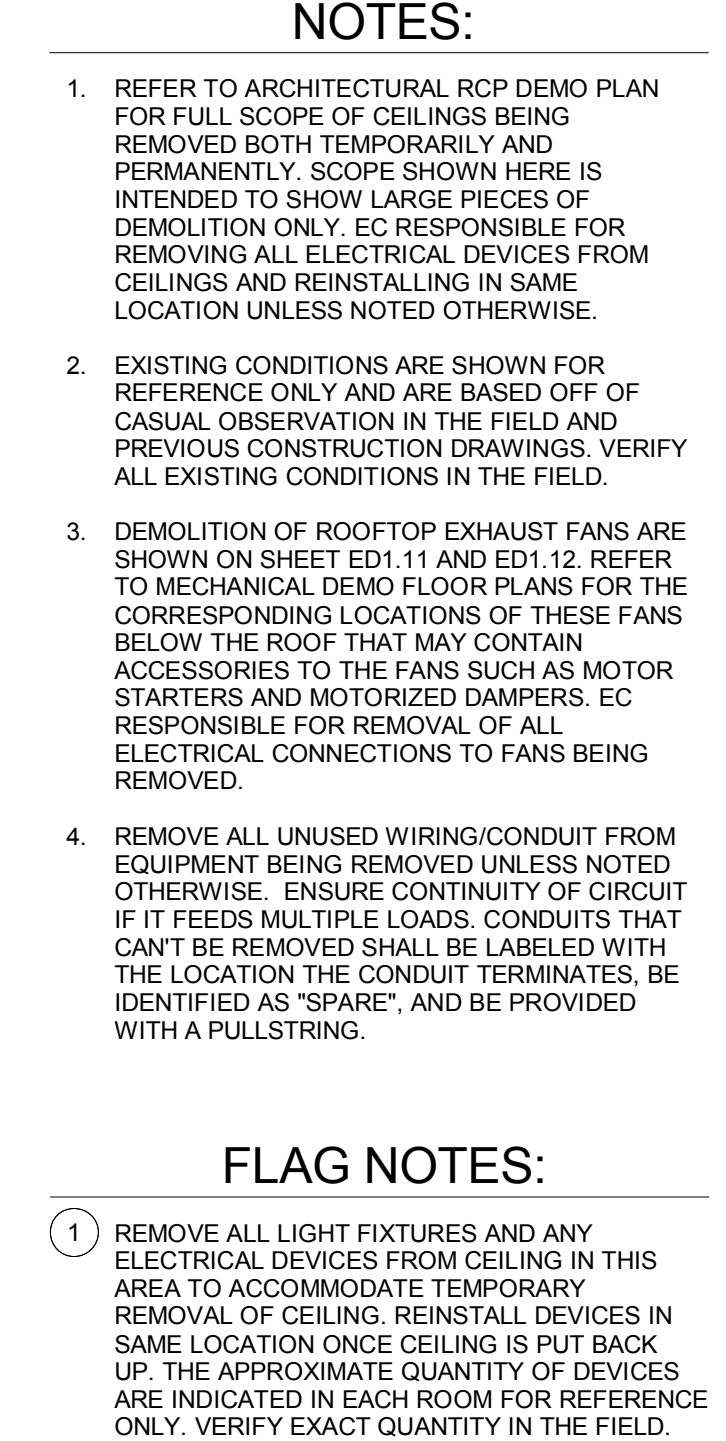 NOTES:
1. REFER TO ARCHITECTURAL RCP DEMO PLAN
FOR FULL SCOPE OF CEILINGS BEING
REMOVED BOTH TEMPORARILY AND
PERMANENTLY. SCOPE SHOWN HERE IS
INTENDED TO SHOW LARGE PIECES OF
DEMOLITION ONLY. EC RESPONSIBLE FOR
REMOVING ALL ELECTRICAL DEVICES FROM
CEILINGS AND REINSTALLING IN SAME
LOCATION UNLESS NOTED OTHERWISE.
2. EXISTING CONDITIONS ARE SHOWN FOR
REFERENCE ONLY AND ARE BASED OFF OF
CASUAL OBSERVATION IN THE FIELD AND
PREVIOUS CONSTRUCTION DRAWINGS. VERIFY
ALL EXISTING CONDITIONS IN THE FIELD.
3. DEMOLITION OF ROOFTOP EXHAUST FANS ARE
SHOWN ON SHEET ED1.11 AND ED1.12. REFER
TO MECHANICAL DEMO FLOOR PLANS FOR THE
CORRESPONDING LOCATIONS OF THESE FANS
BELOW THE ROOF THAT MAY CONTAIN
ACCESSORIES TO THE FANS SUCH AS MOTOR
STARTERS AND MOTORIZED DAMPERS. EC
RESPONSIBLE FOR REMOVAL OF ALL
ELECTRICAL CONNECTIONS TO FANS BEING
REMOVED.
4. REMOVE ALL UNUSED WIRING/CONDUIT FROM
EQUIPMENT BEING REMOVED UNLESS NOTED
OTHERWISE. ENSURE CONTINUITY OF CIRCUIT
IF IT FEEDS MULTIPLE LOADS. CONDUITS THAT
CAN'T BE REMOVED SHALL BE LABELED WITH
THE LOCATION THE CONDUIT TERMINATES, BE
IDENTIFIED AS "SPARE", AND BE PROVIDED
WITH A PULLSTRING.
FLAG NOTES:
1 REMOVE ALL LIGHT FIXTURES AND ANY
ELECTRICAL DEVICES FROM CEILING IN THIS
AREA TO ACCOMMODATE TEMPORARY
REMOVAL OF CEILING. REINSTALL DEVICES IN
SAME LOCATION ONCE CEILING IS PUT BACK
UP. THE APPROXIMATE QUANTITY OF DEVICES
ARE INDICATED IN EACH ROOM FOR REFERENCE
ONLY. VERIFY EXACT QUANTITY IN THE FIELD.